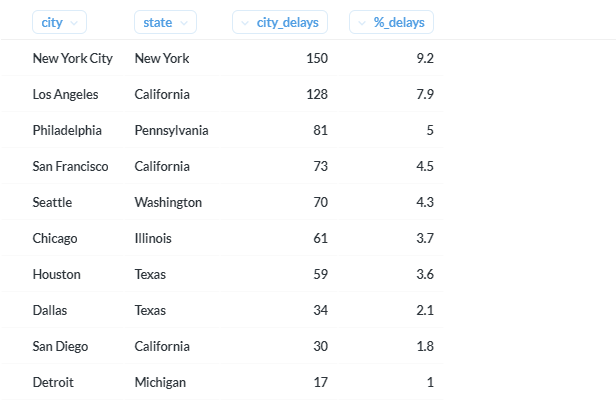 city state city_delays %_delays
New York City New York 150 9.2
Los Angeles California 128 7.9
Philadelphia Pennsylvania 81 5
San Francisco California 73 4.5
Seattle Washington 70 4.3
Chicago Illinois 61 3.7
Houston Texas 59 3.6
Dallas Texas 34 2.1
San Diego California 30 1.8
Detroit Michigan 17 1